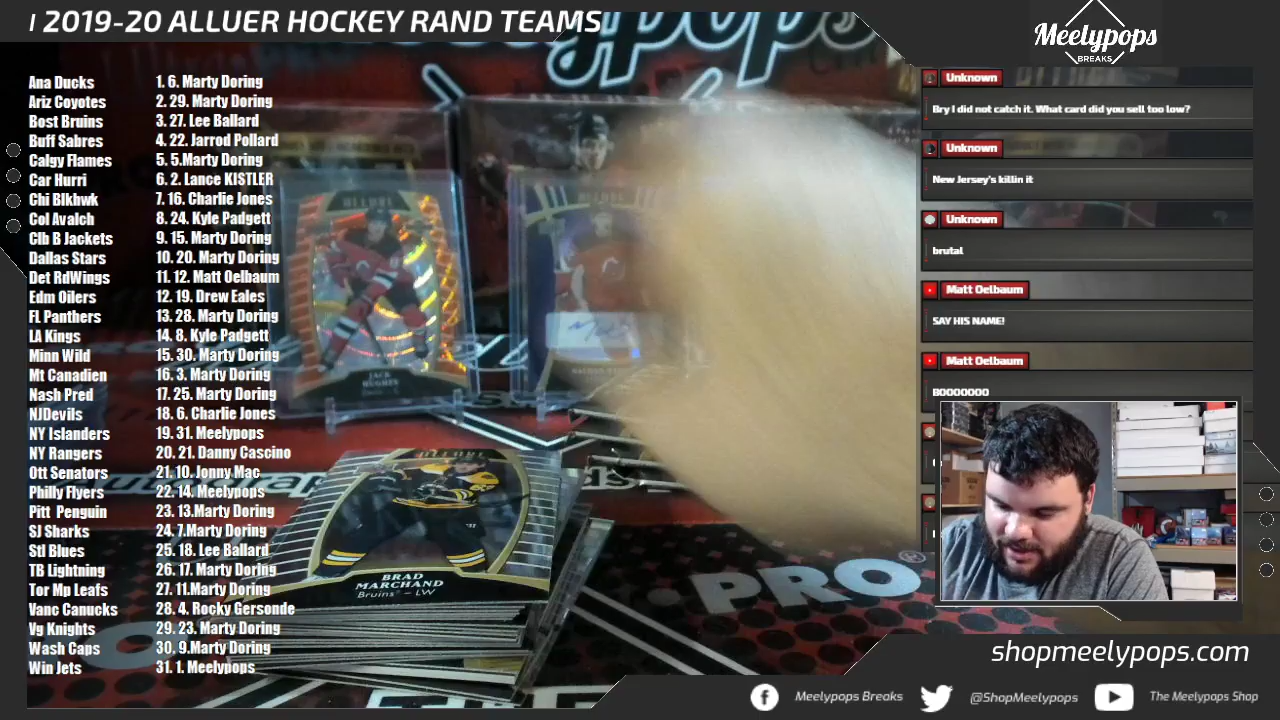 I 2019-20 ALLUER HOCKEY RAND TEAMS
Meelypops
BREAKS
Ana Ducks 1. 6. Marty Doring
Ariz Coyotes 2. 29. Marty Doring
Bost Bruins 3. 27. Lee Ballard
Buff Sabres 4. 22. Jarrod Pollard
Calgy Flames 5. 5.Marty Doring
Car Hurri 6. 2. Lance KISTLER
Chi Blkhwk 7. 16. Charlie Jones
Col Avalch 8. 24. Kyle Padgett
Clb B Jackets 9. 15. Marty Doring
Dallas Stars 10. 20. Marty Doring
Det RdWings 11. 12. Matt Oelbaum
Edm Oilers 12. 19. Drew Eales
FL Panthers 13. 28. Marty Doring
LA Kings 14. 8. Kyle Padgett
Minn Wild 15. 30. Marty Doring
Mt Canadien 16. 3. Marty Doring
Nash Pred 17. 25. Marty Doring
NJDevils 18. 6. Charlie Jones
NY Islanders 19. 31. Meelypops
NY Rangers 20. 21. Danny Cascino
Ott Senators 21. 10. Jonny Mac
Philly Flyers 22. 14. Meelypops
Pitt Penguin 23. 13.Marty Doring
SJ Sharks 24. 7.Marty Doring
Stl Blues 25. 18. Lee Ballard
TB Lightning 26. 17. Marty Doring
Tor Mp Leafs 27. 11.Marty Doring
Vanc Canucks 28. 4. Rocky Gersonde
Vg Knights 29. 23. Marty Doring
Wash Caps 30. 9.Marty Doring
Win Jets 31. 1. Meelypops
ALLURE
JACK
HUGHES
BRAD
MARCHAND
Bruins - LW
PRO
Unknown
Bry I did not catch it. What card did you sell too low?
Unknown
New Jersey's killin it
Unknown
brutal
Matt Oelbaum
SAY HIS NAME!
Matt Oelbaum
BOOOOOOO
shopmeelypops.com
Meelypops Breaks
@ShopMeelypops
The Meelypops Shop